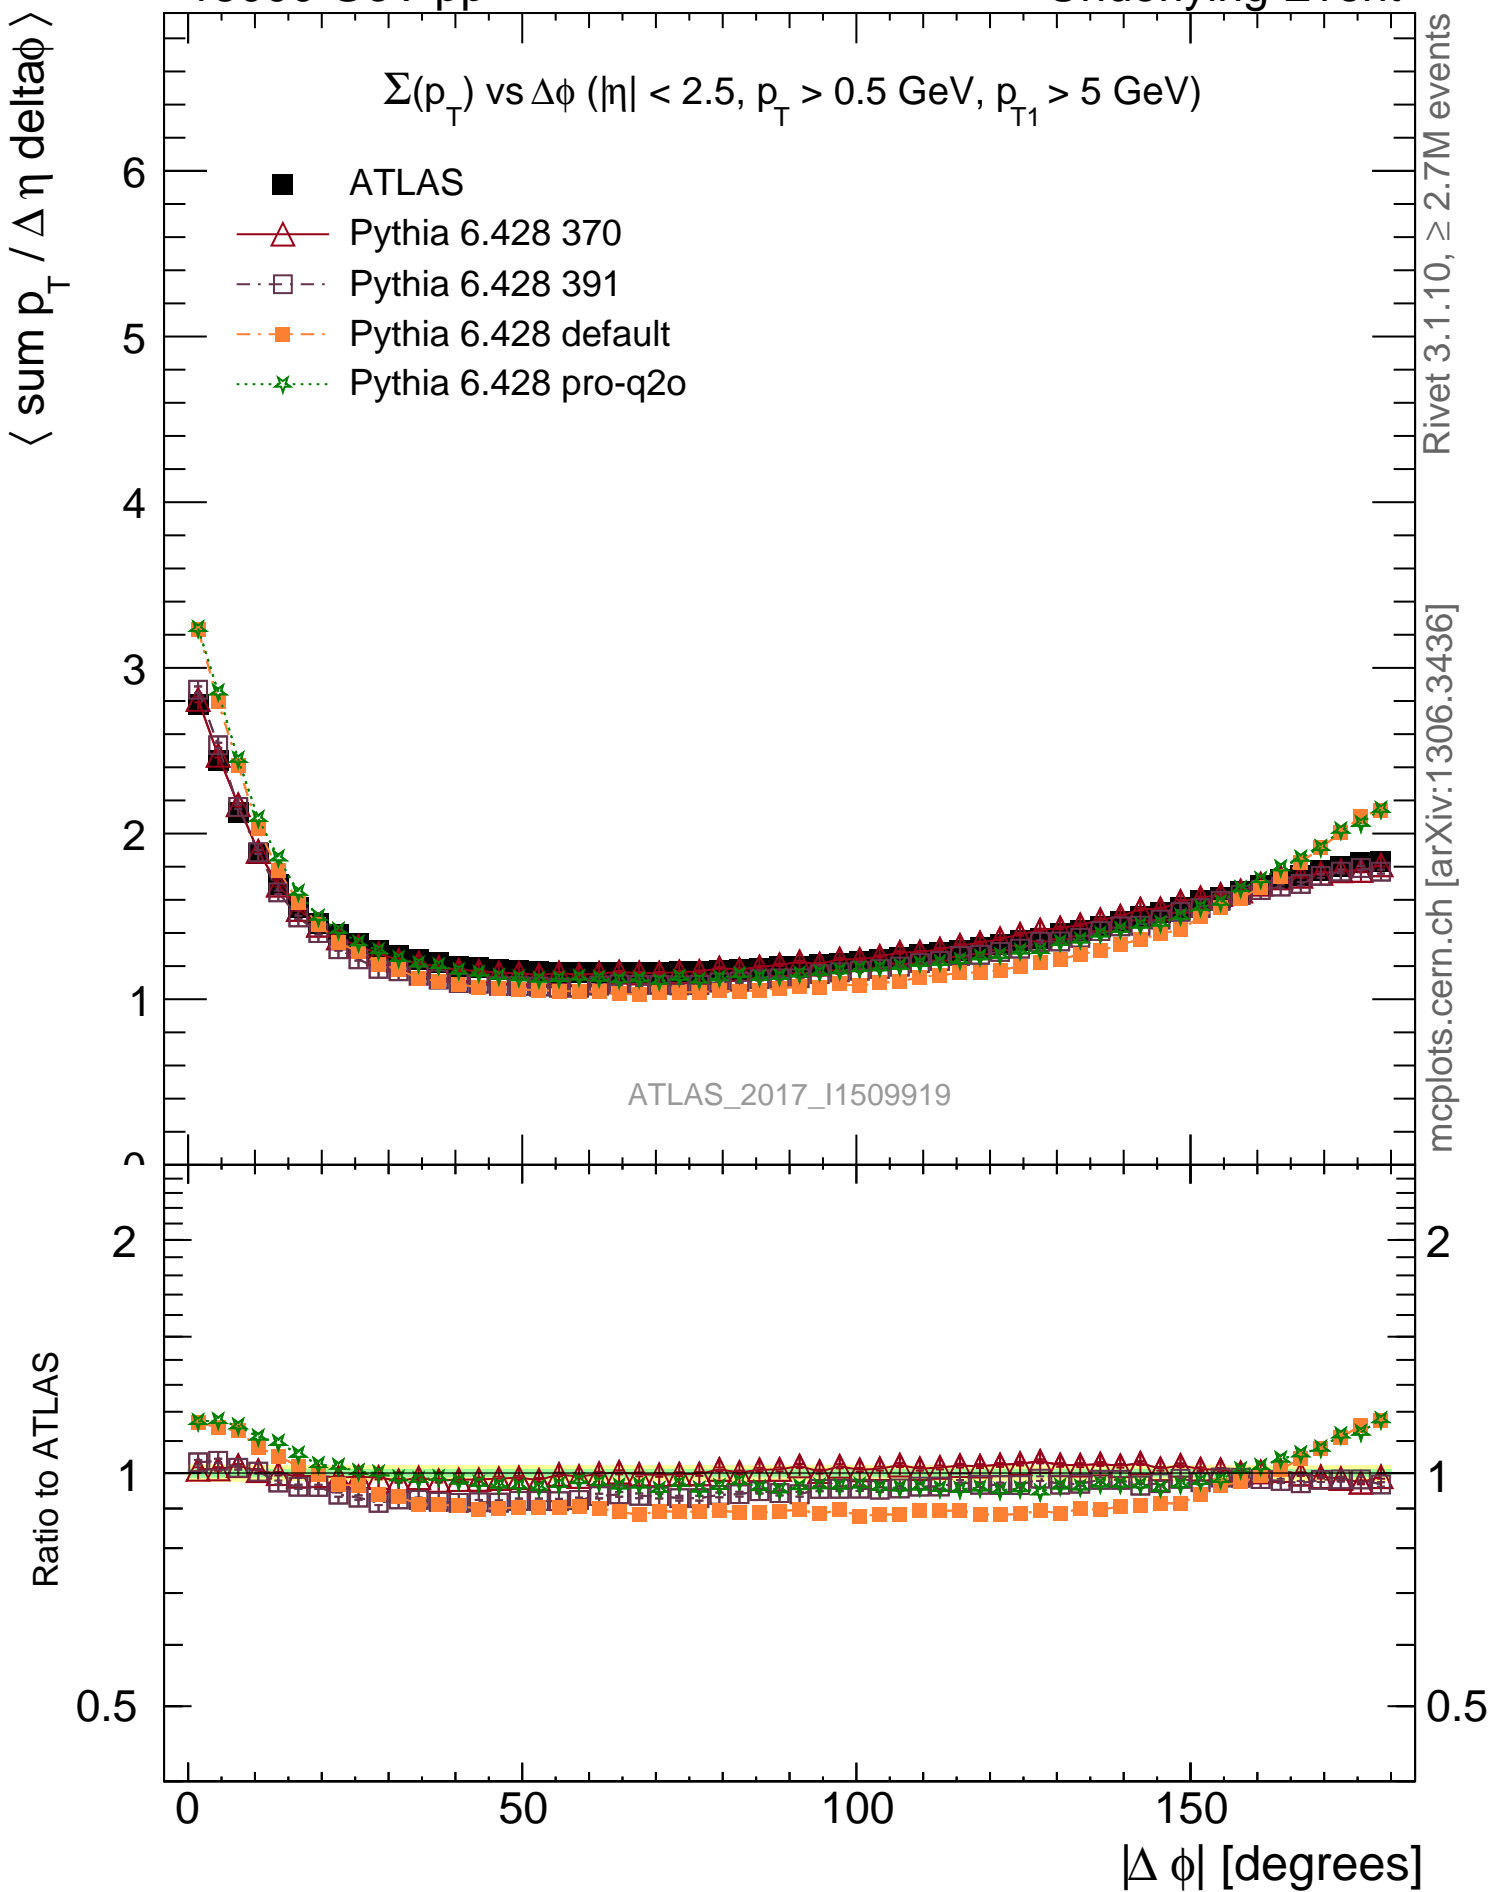 Σ(p_T) vs Δϕ (|η| < 2.5, p_T > 0.5 GeV, p_T1 > 5 GeV)
ATLAS
Pythia 6.428 370
Pythia 6.428 391
Pythia 6.428 default
Pythia 6.428 pro-q2o
⟨ sum p_T / Δ η deltaϕ ⟩
6
5
4
3
2
1
ATLAS_2017_I1509919
Rivet 3.1.10, ≥ 2.7M events
mcplots.cern.ch [arXiv:1306.3436]
Ratio to ATLAS
2
1
0.5
2
1
0.5
0 50 100 150
|Δ ϕ| [degrees]